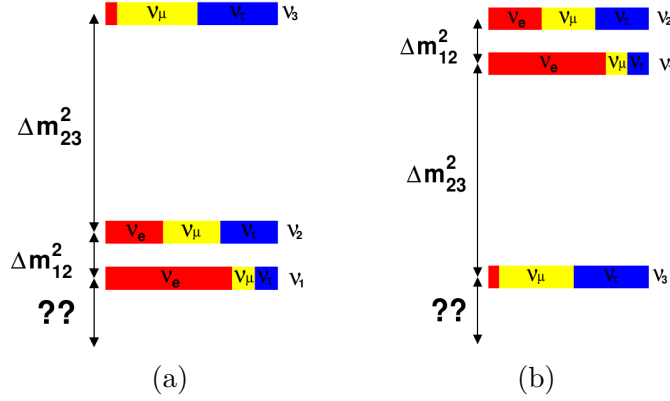 νμ ντ ν3
Δm²23
νe νμ ντ ν2
Δm²12
νe νμ ντ ν1
??
(a)
νe νμ ντ ν2
Δm²12
νe νμ ντ ν
Δm²23
νμ ντ ν3
??
(b)